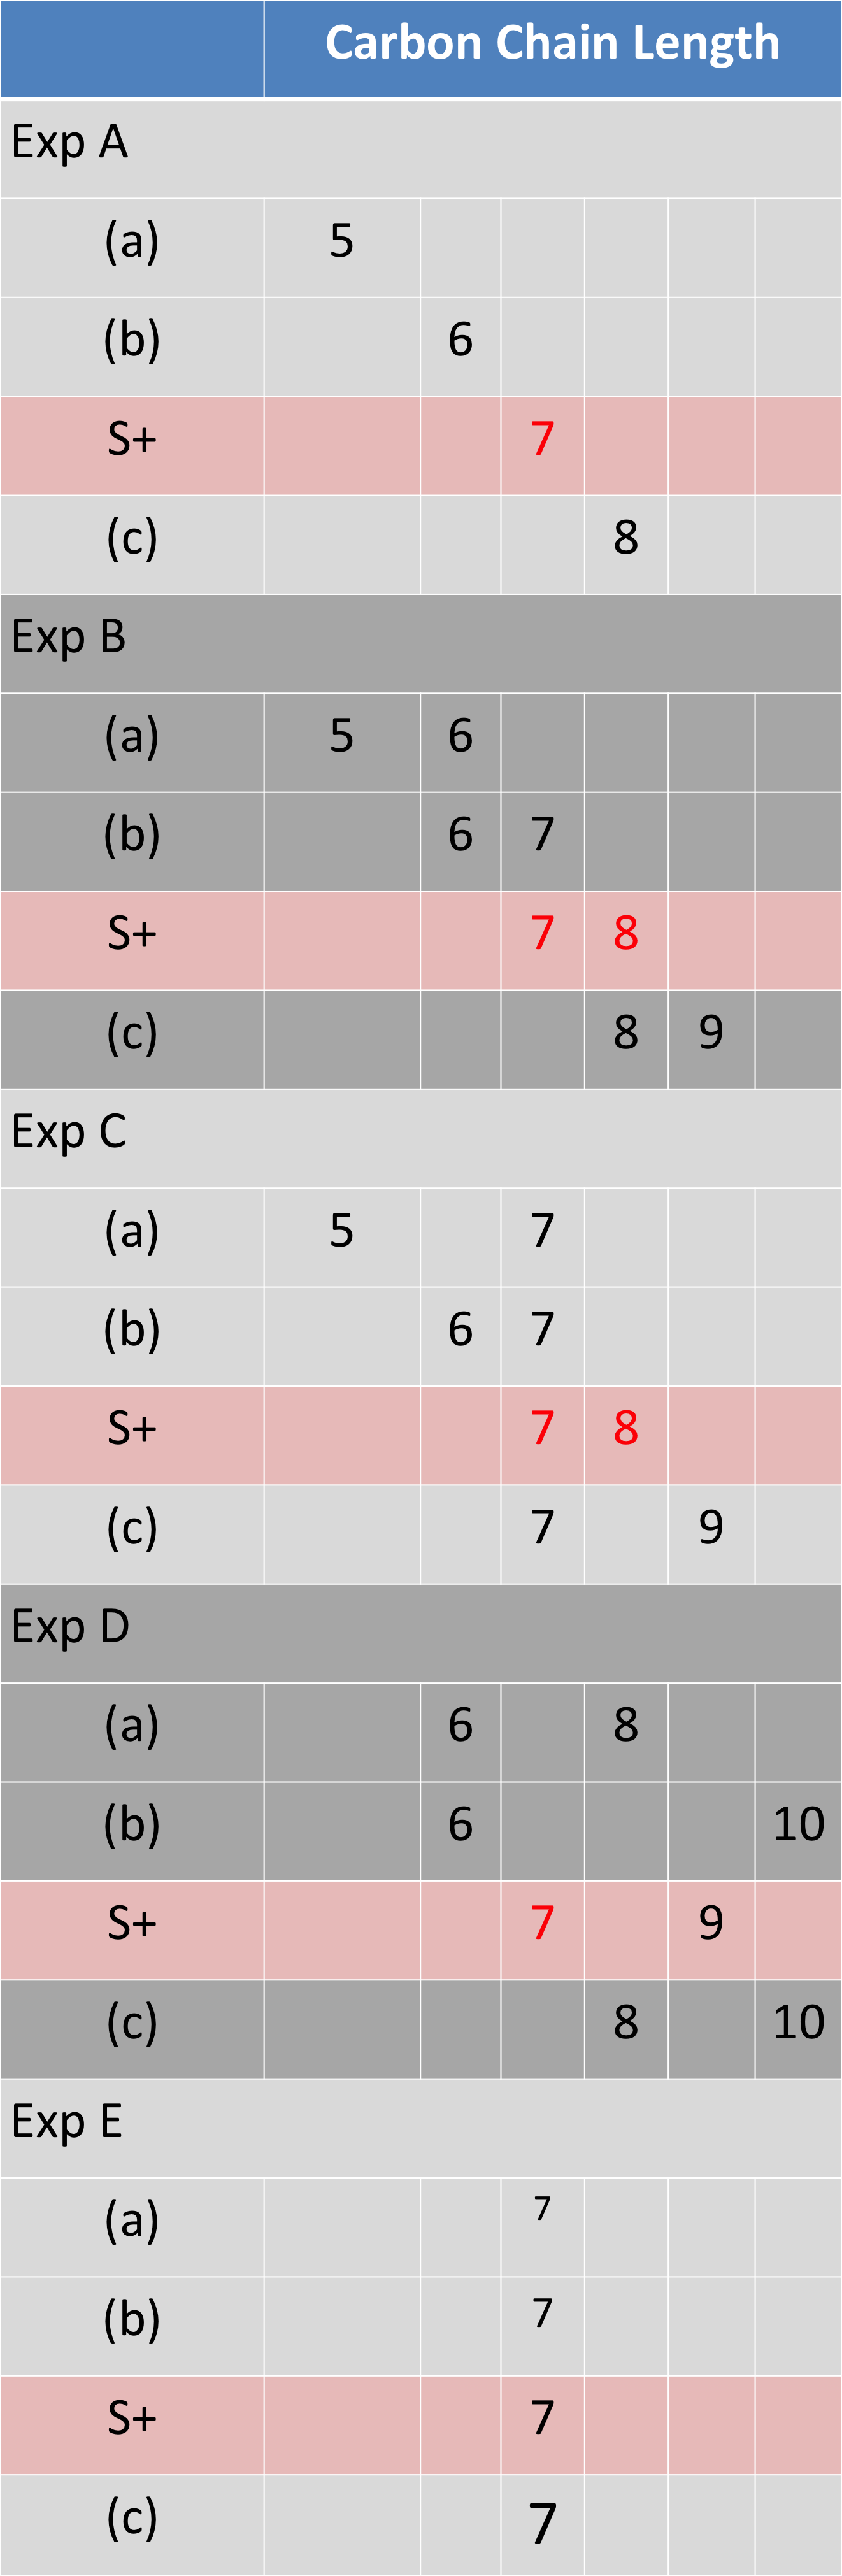 Carbon Chain Length
Exp A
(a) 5
(b) 6
S+ 7
(c) 8
Exp B
(a) 5 6
(b) 6 7
S+ 7 8
(c) 8 9
Exp C
(a) 5 7
(b) 6 7
S+ 7 8
(c) 7 9
Exp D
(a) 6 8
(b) 6 10
S+ 7 9
(c) 8 10
Exp E
(a) 7
(b) 7
S+ 7
(c) 7